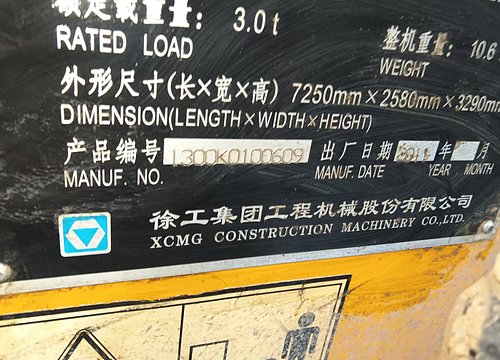 额定载重量: 3.0t
RATED LOAD
整机重量: 10.6
WEIGHT
外形尺寸(长×宽×高) 7250mm×2580mm×3290mm
DIMENSION(LENGTH×WIDTH×HEIGHT)
产品编号 L300K0100609 出厂日期 年 月
MANUF. NO. MANUF. DATE YEAR MONTH
徐工集团工程机械股份有限公司
XCMG CONSTRUCTION MACHINERY CO.,LTD.